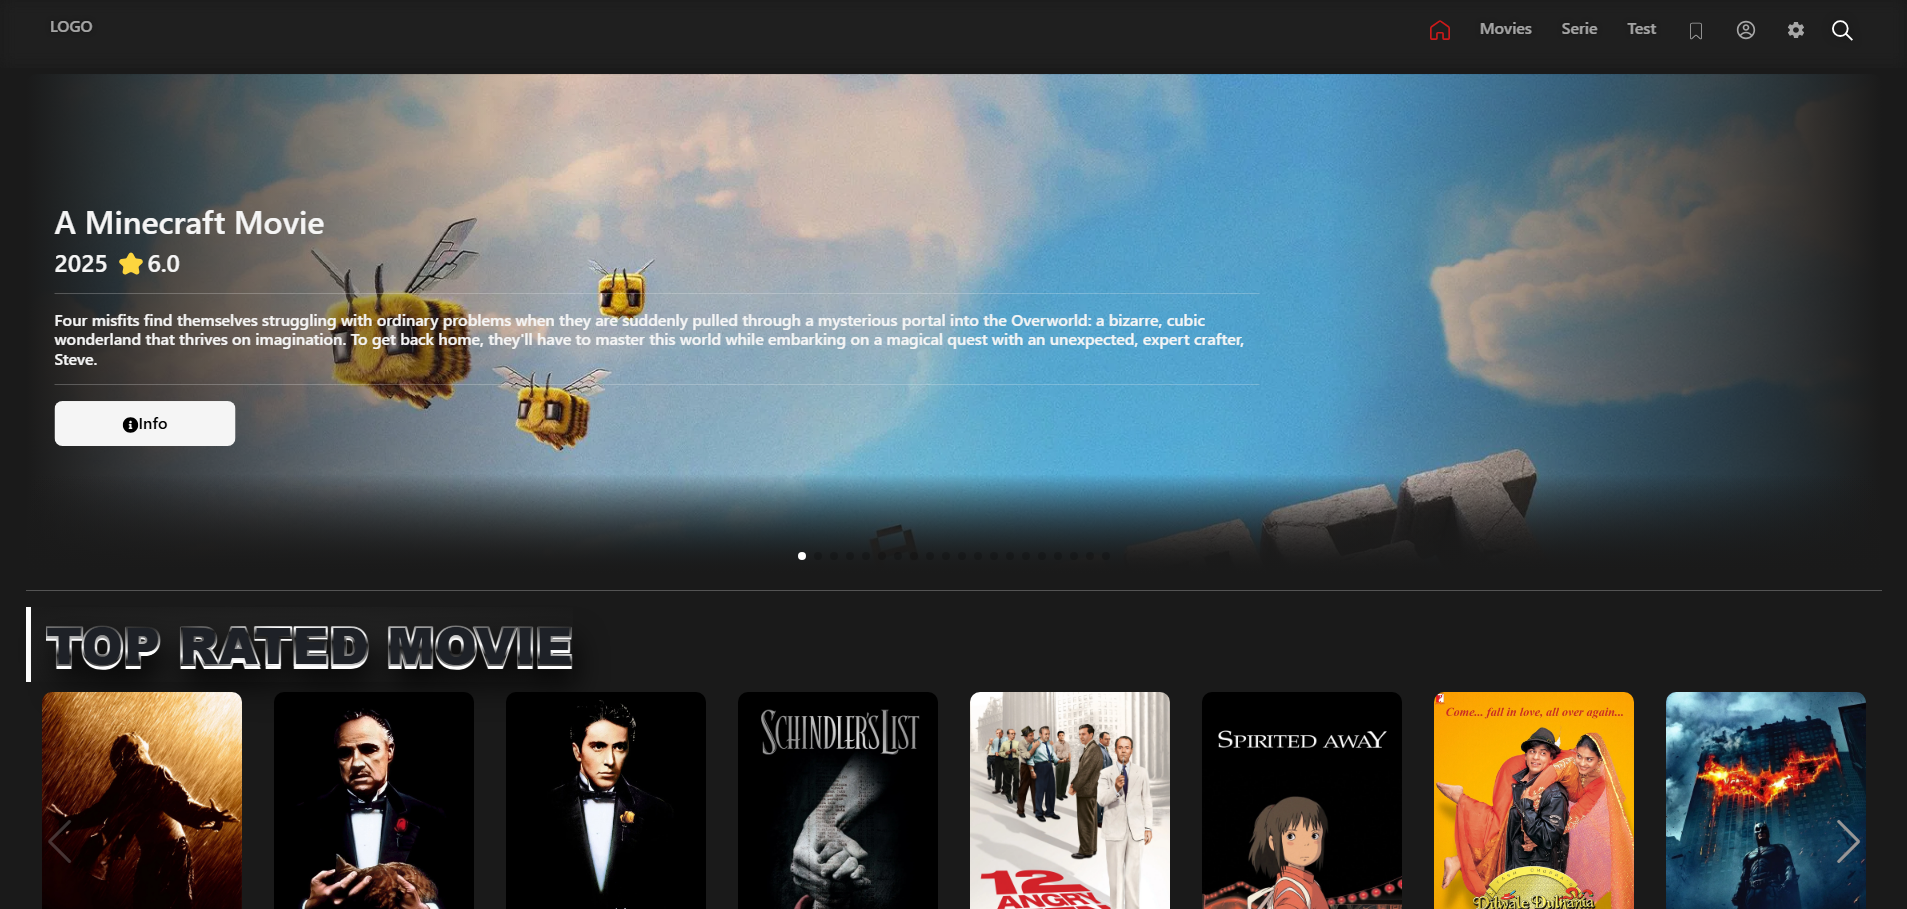 LOGO
Movies
Serie
Test
A Minecraft Movie
2025 6.0
Four misfits find themselves struggling with ordinary problems when they are suddenly pulled through a mysterious portal into the Overworld: a bizarre, cubic
wonderland that thrives on imagination. To get back home, they'll have to master this world while embarking on a magical quest with an unexpected, expert crafter,
Steve.
Info
TOP RATED MOVIE
SCHINDLER'S LIST
12
ANGRY
SPIRITED AWAY
Come... fall in love, all over again...
Dilwale Dulhania